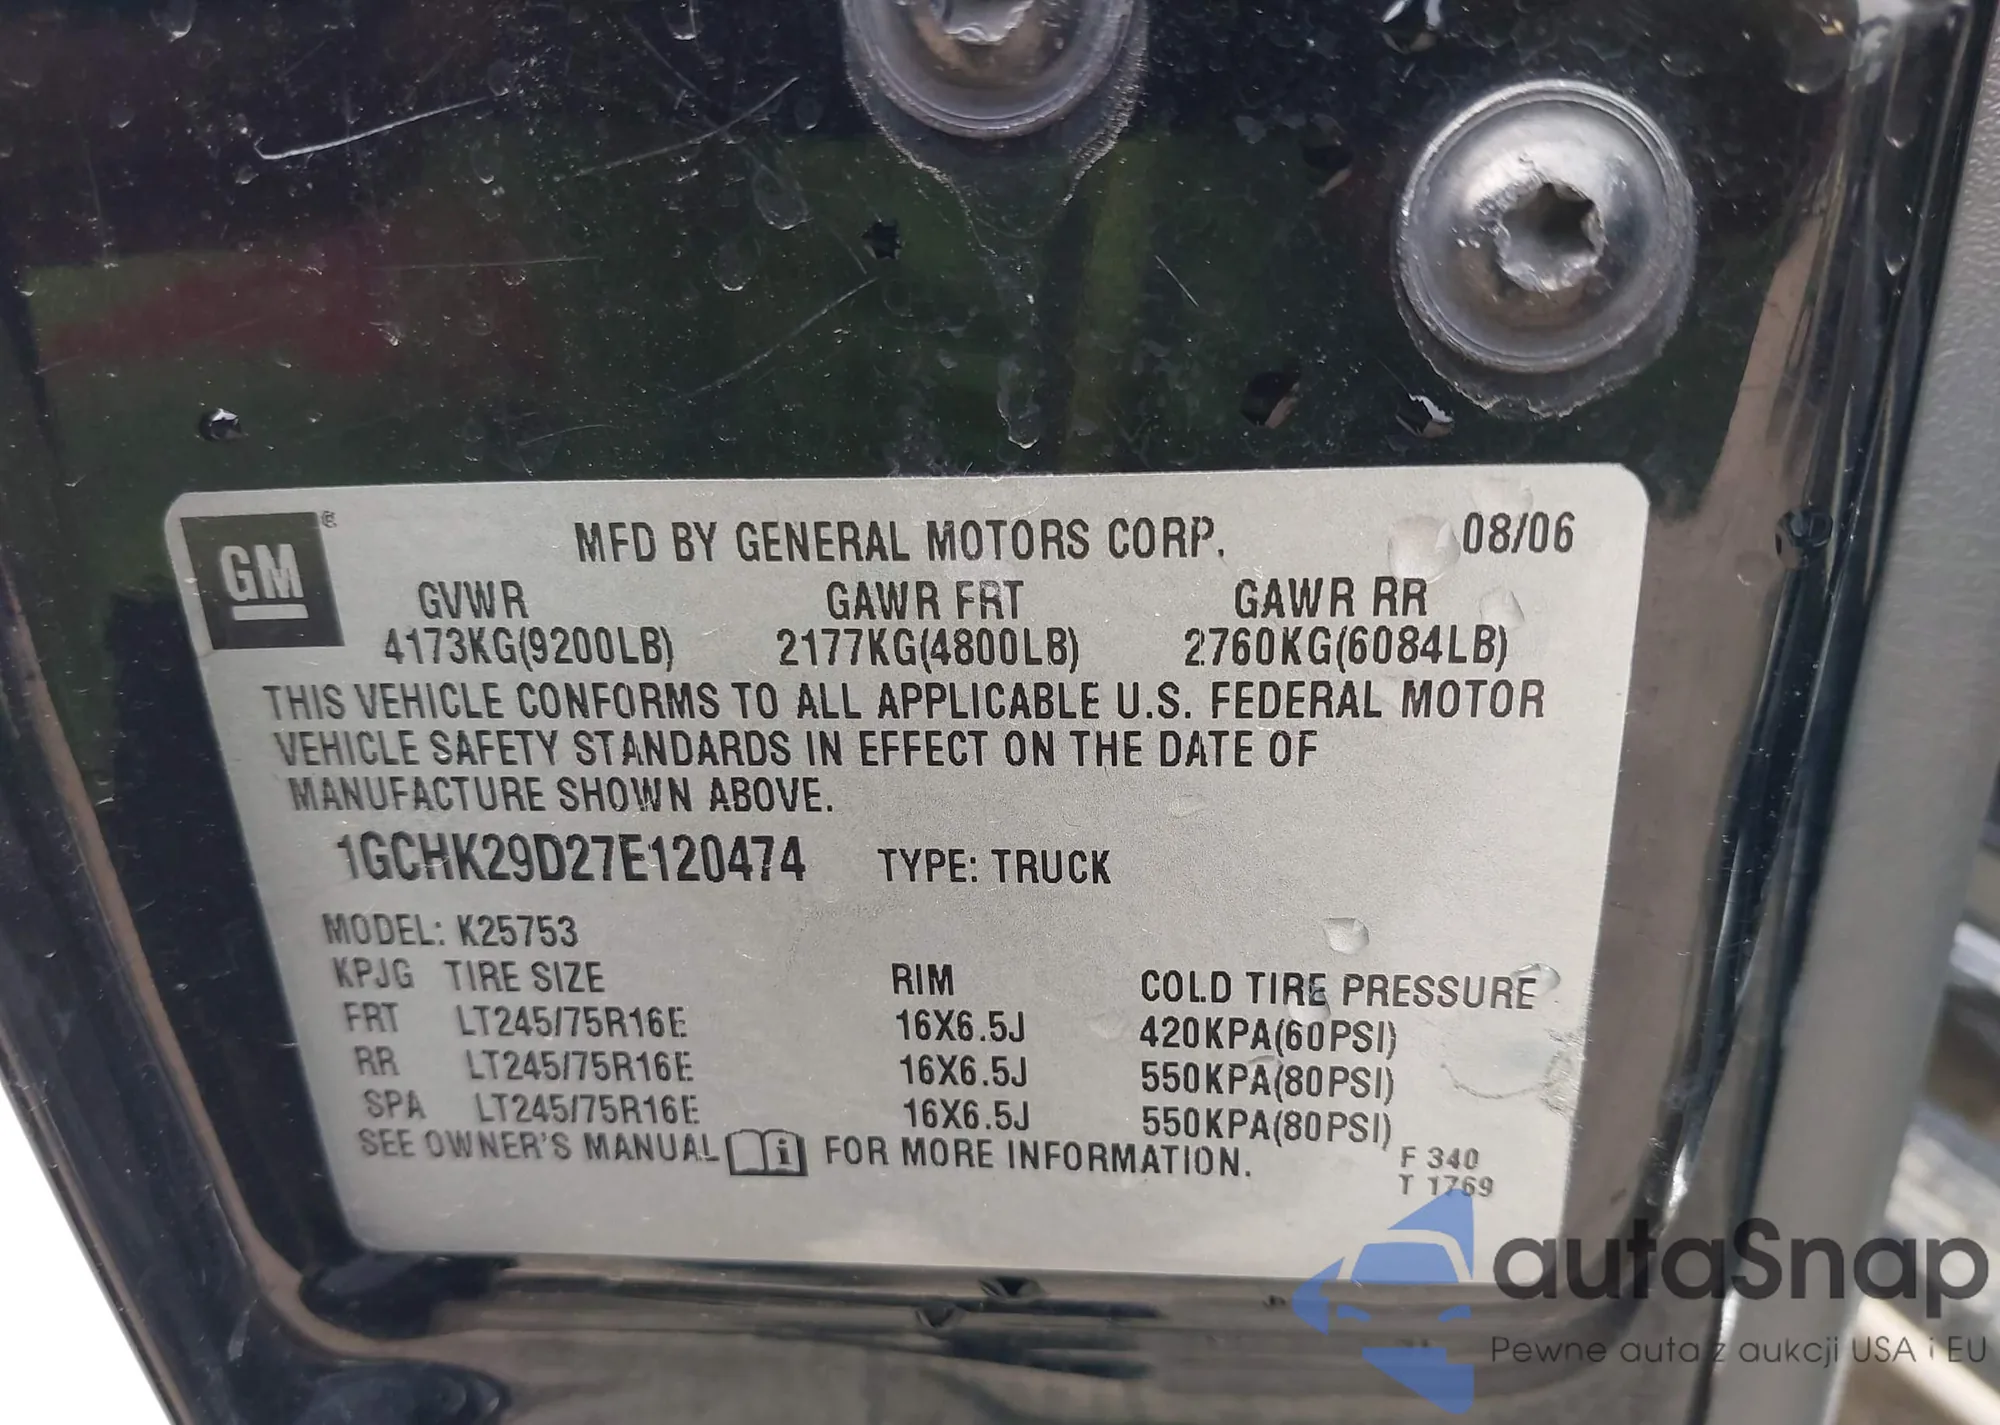 GM ®
MFD BY GENERAL MOTORS CORP. 08/06
GVWR GAWR FRT GAWR RR
4173KG(9200LB) 2177KG(4800LB) 2760KG(6084LB)
THIS VEHICLE CONFORMS TO ALL APPLICABLE U.S. FEDERAL MOTOR
VEHICLE SAFETY STANDARDS IN EFFECT ON THE DATE OF
MANUFACTURE SHOWN ABOVE.
1GCHK29D27E120474 TYPE: TRUCK
MODEL: K25753
KPJG TIRE SIZE RIM COLD TIRE PRESSURE
FRT LT245/75R16E 16X6.5J 420KPA(60PSI)
RR LT245/75R16E 16X6.5J 550KPA(80PSI)
SPA LT245/75R16E 16X6.5J 550KPA(80PSI)
SEE OWNER'S MANUAL i FOR MORE INFORMATION.
F 340
T 1769
autaSnap
Pewne auta z aukcji USA i EU